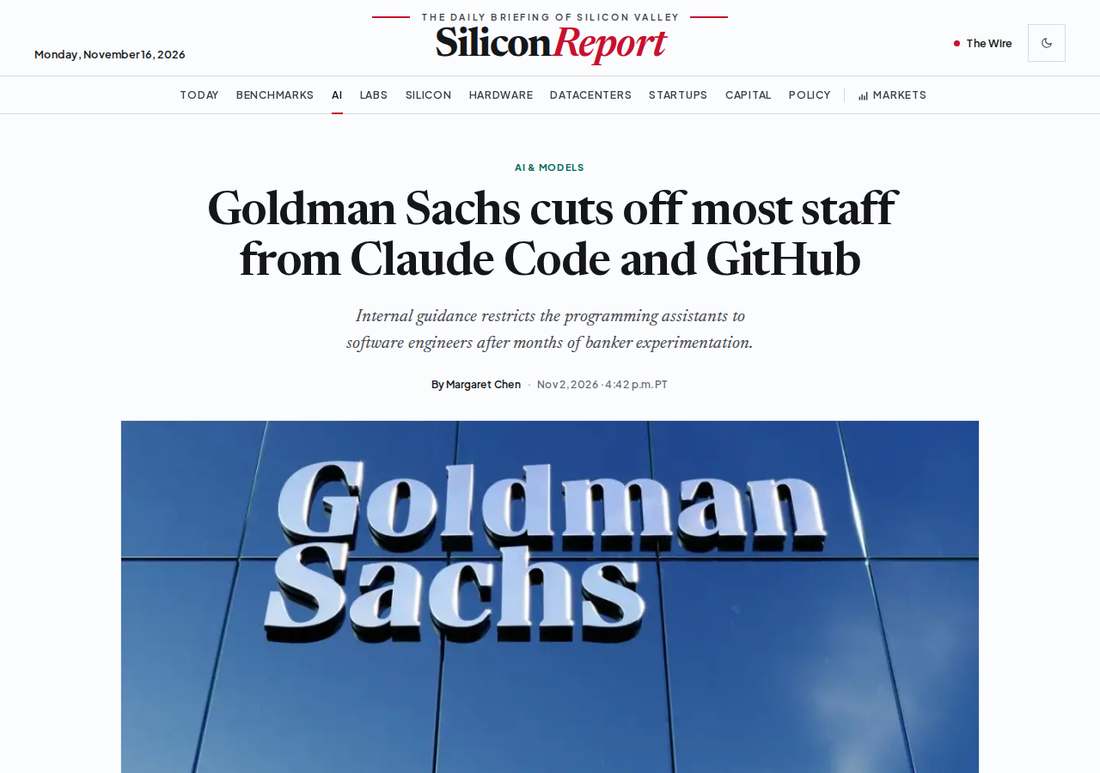 THE DAILY BRIEFING OF SILICON VALLEY
SiliconReport
Monday, November 16, 2026
The Wire
TODAY BENCHMARKS AI LABS SILICON HARDWARE DATACENTERS STARTUPS CAPITAL POLICY MARKETS
AI & MODELS
Goldman Sachs cuts off most staff
from Claude Code and GitHub
Internal guidance restricts the programming assistants to
software engineers after months of banker experimentation.
By Margaret Chen · Nov 2, 2026 · 4:42 p.m. PT
Goldman
Sachs